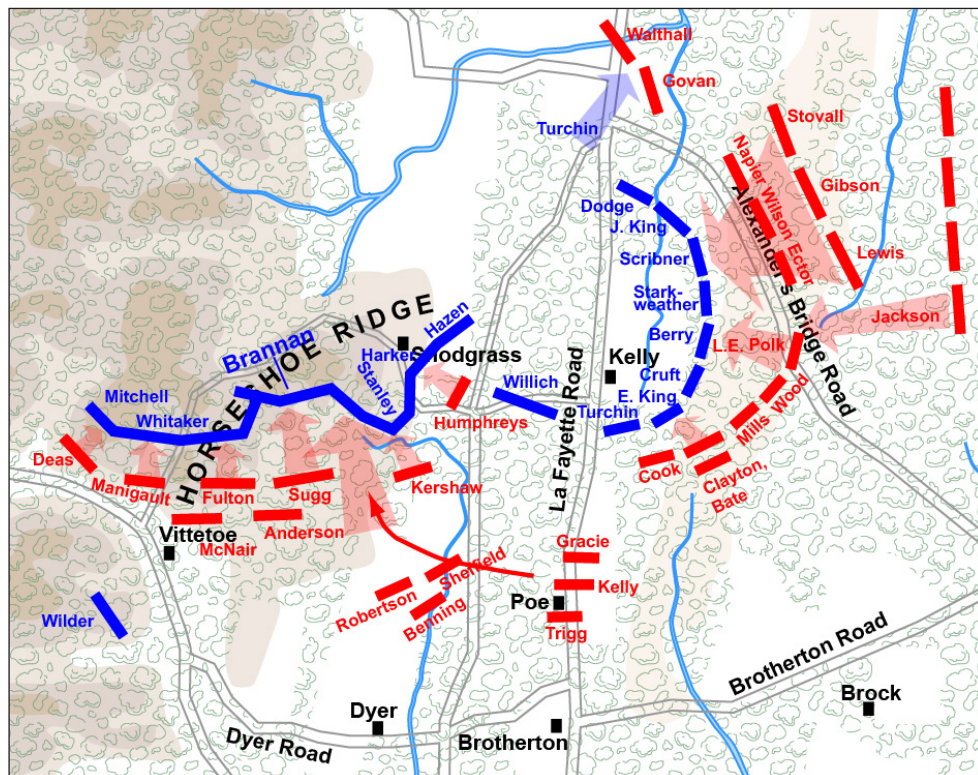 Walthall
Govan
Turchin
Stovall
Napier Wilson Ector
Gibson
Alexander's Bridge Road
Lewis
Dodge
J. King
Scribner
Stark-
weather
Berry
Jackson
L.E. Polk
HORSESHOE RIDGE
Hazen
Brannan
Harker
Snodgrass
Stanley
Kelly
Cruft
E. King
Willich
Turchin
La Fayette Road
Mitchell
Whitaker
Humphreys
Wood
Mills
Cook
Clayton,
Bate
Deas
Manigault
Fulton
Sugg
Kershaw
Vittetoe
McNair
Anderson
Gracie
Sheffield
Robertson
Benning
Kelly
Poe
Trigg
Wilder
Brotherton Road
Dyer
Dyer Road
Brotherton
Brock